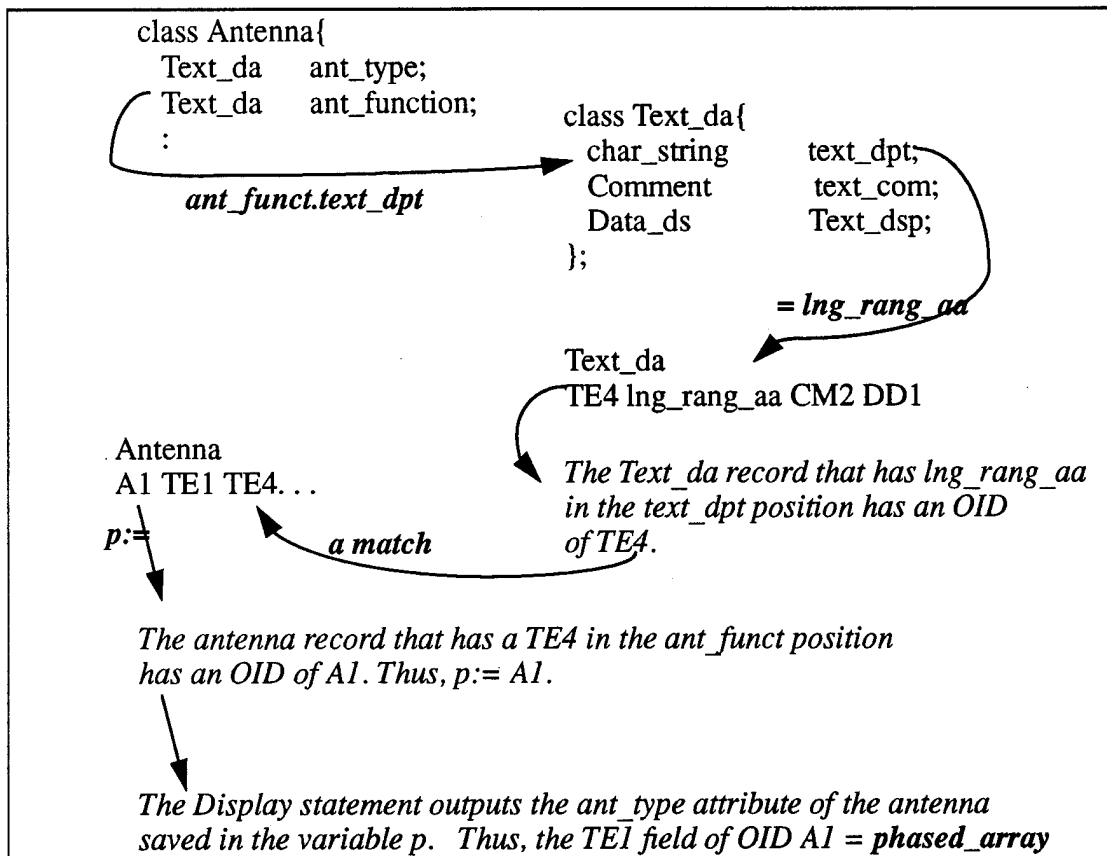 class Antenna{
Text_da ant_type;
Text_da ant_function;
:
ant_funct.text_dpt
class Text_da{
char_string text_dpt;
Comment text_com;
Data_ds Text_dsp;
};
= lng_rang_aa
Text_da
TE4 lng_rang_aa CM2 DD1
Antenna
A1 TE1 TE4. . .
p:=
a match
The Text_da record that has lng_rang_aa
in the text_dpt position has an OID
of TE4.
The antenna record that has a TE4 in the ant_funct position
has an OID of A1. Thus, p:= A1.
The Display statement outputs the ant_type attribute of the antenna
saved in the variable p. Thus, the TE1 field of OID A1 = phased_array